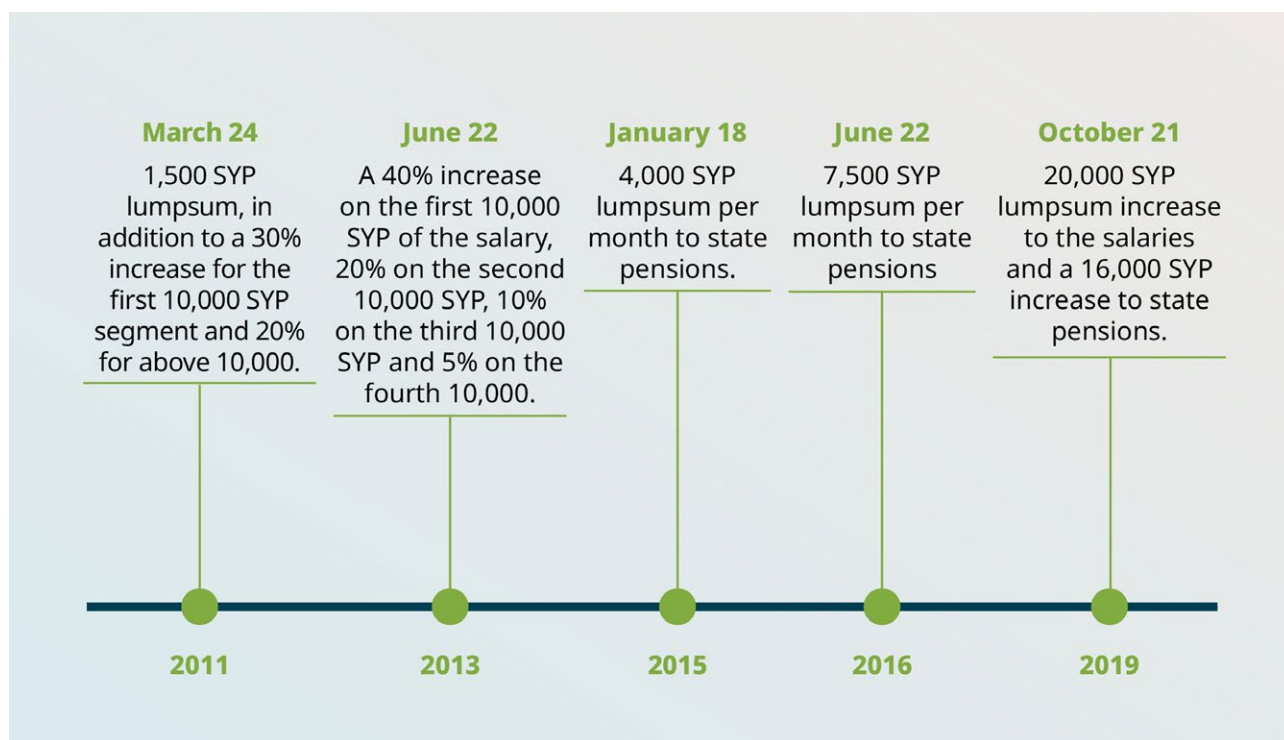 March 24
1,500 SYP
lumpsum, in
addition to a 30%
increase for the
first 10,000 SYP
segment and 20%
for above 10,000.
June 22
A 40% increase
on the first 10,000
SYP of the salary,
20% on the second
10,000 SYP, 10%
on the third 10,000
SYP and 5% on the
fourth 10,000.
January 18
4,000 SYP
lumpsum per
month to state
pensions.
June 22
7,500 SYP
lumpsum per
month to state
pensions
October 21
20,000 SYP
lumpsum increase
to the salaries
and a 16,000 SYP
increase to state
pensions.
2011
2013
2015
2016
2019